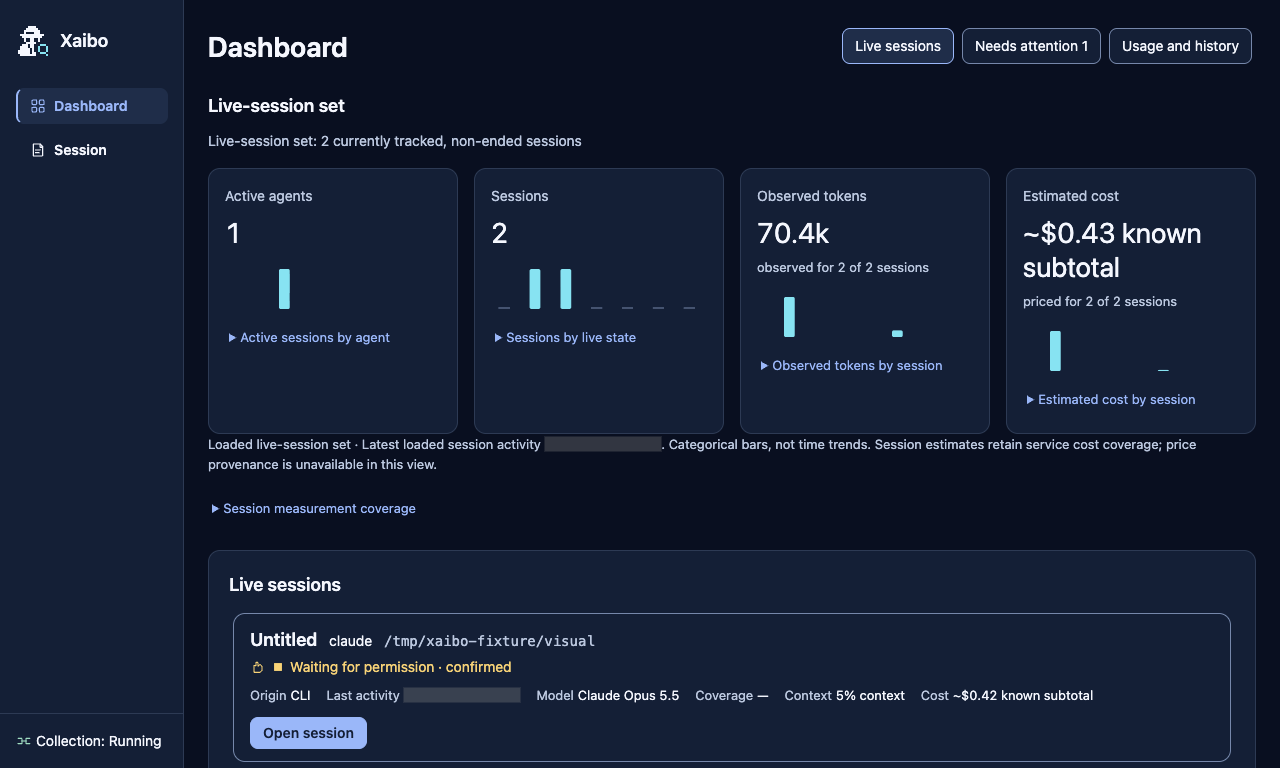 Xaibo
Dashboard
Session
Collection: Running
Dashboard
Live sessions
Needs attention 1
Usage and history
Live-session set
Live-session set: 2 currently tracked, non-ended sessions
Active agents
1
▶ Active sessions by agent
Sessions
2
▶ Sessions by live state
Observed tokens
70.4k
observed for 2 of 2 sessions
▶ Observed tokens by session
Estimated cost
~$0.43 known
subtotal
priced for 2 of 2 sessions
▶ Estimated cost by session
Loaded live-session set · Latest loaded session activity . Categorical bars, not time trends. Session estimates retain service cost coverage; price
provenance is unavailable in this view.
▶ Session measurement coverage
Live sessions
Untitled claude /tmp/xaibo-fixture/visual
Waiting for permission · confirmed
Origin CLI Last activity Model Claude Opus 5.5 Coverage — Context 5% context Cost ~$0.42 known subtotal
Open session